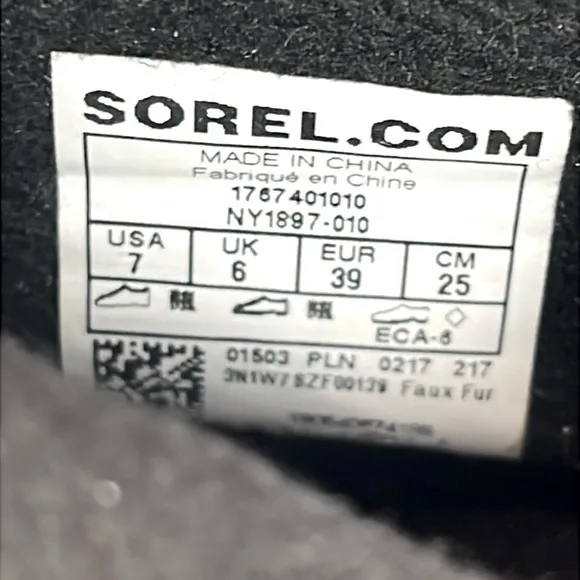 SOREL.COM
MADE IN CHINA
Fabriqué en Chine
1767401010
NY1897-010
USA UK EUR CM
7 6 39 25
ECA-6
01503 PLN 0217 217
Faux Fur